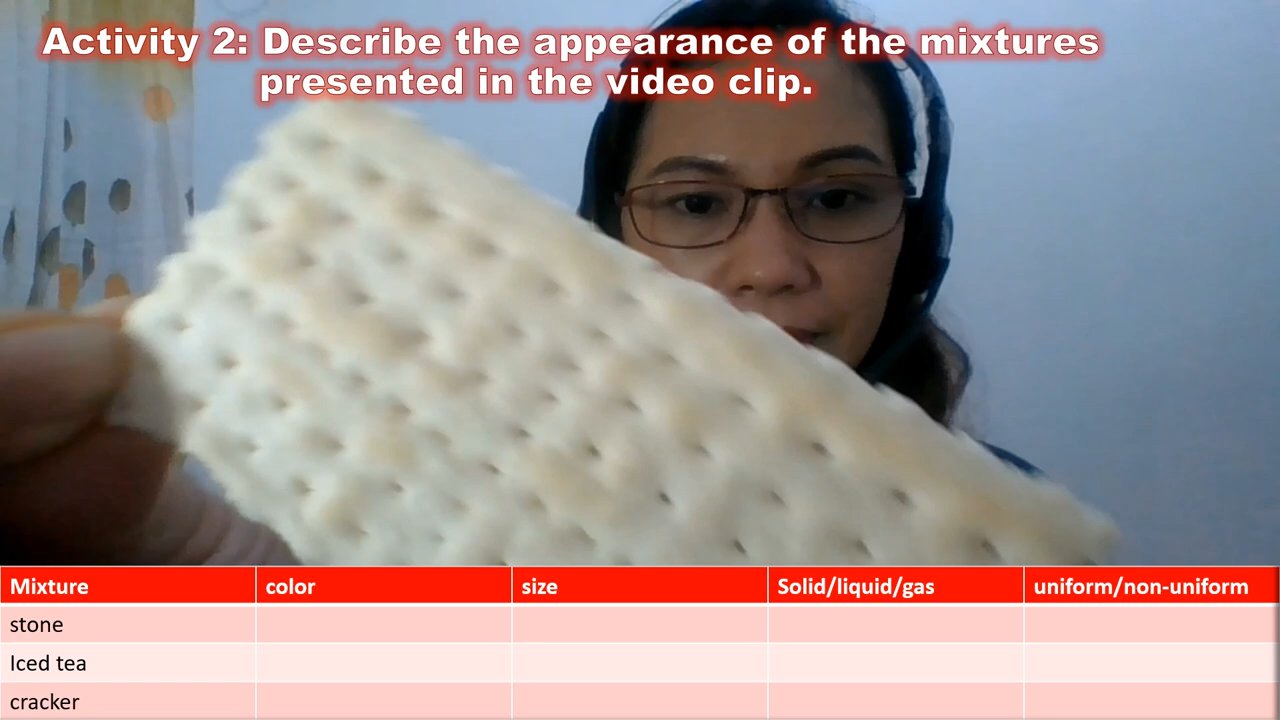 Activity 2: Describe the appearance of the mixtures
presented in the video clip.
Mixture color size Solid/liquid/gas uniform/non-uniform
stone
Iced tea
cracker